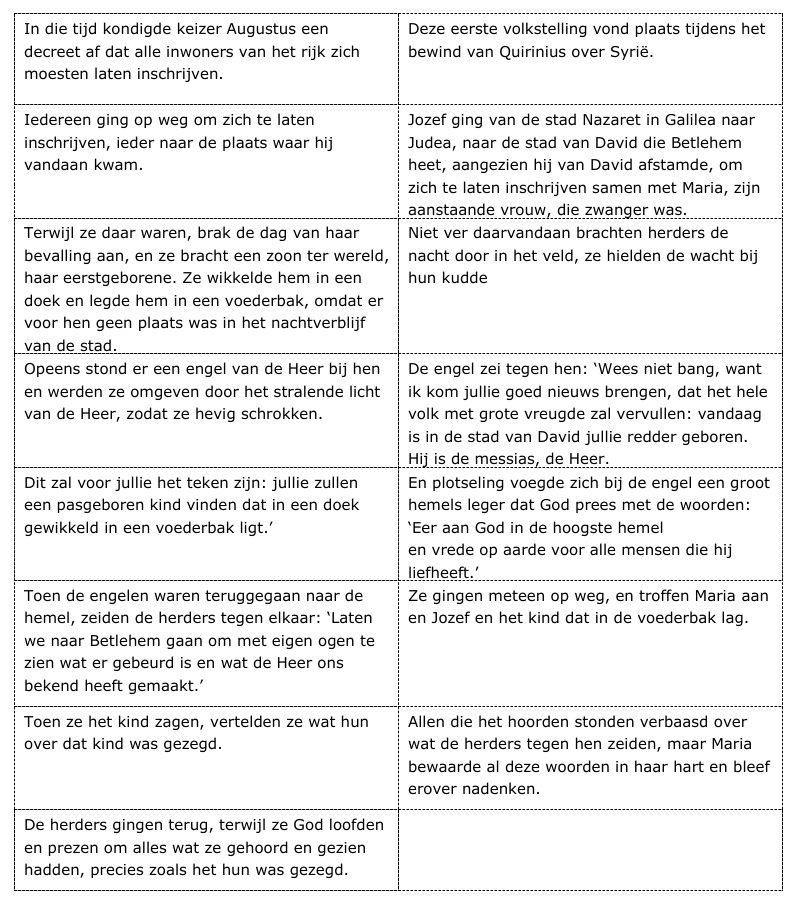 In die tijd kondigde keizer Augustus een
decreet af dat alle inwoners van het rijk zich
moesten laten inschrijven.
Deze eerste volkstelling vond plaats tijdens het
bewind van Quirinius over Syrië.
Iedereen ging op weg om zich te laten
inschrijven, ieder naar de plaats waar hij
vandaan kwam.
Jozef ging van de stad Nazaret in Galilea naar
Judea, naar de stad van David die Betlehem
heet, aangezien hij van David afstamde, om
zich te laten inschrijven samen met Maria, zijn
aanstaande vrouw, die zwanger was.
Terwijl ze daar waren, brak de dag van haar
bevalling aan, en ze bracht een zoon ter wereld,
haar eerstgeborene. Ze wikkelde hem in een
doek en legde hem in een voederbak, omdat er
voor hen geen plaats was in het nachtverblijf
van de stad.
Niet ver daarvandaan brachten herders de
nacht door in het veld, ze hielden de wacht bij
hun kudde
Opeens stond er een engel van de Heer bij hen
en werden ze omgeven door het stralende licht
van de Heer, zodat ze hevig schrokken.
De engel zei tegen hen: ‘Wees niet bang, want
ik kom jullie goed nieuws brengen, dat het hele
volk met grote vreugde zal vervullen: vandaag
is in de stad van David jullie redder geboren.
Hij is de messias, de Heer.
Dit zal voor jullie het teken zijn: jullie zullen
een pasgeboren kind vinden dat in een doek
gewikkeld in een voederbak ligt.’
En plotseling voegde zich bij de engel een groot
hemels leger dat God prees met de woorden:
‘Eer aan God in de hoogste hemel
en vrede op aarde voor alle mensen die hij
liefheeft.’
Toen de engelen waren teruggegaan naar de
hemel, zeiden de herders tegen elkaar: ‘Laten
we naar Betlehem gaan om met eigen ogen te
zien wat er gebeurd is en wat de Heer ons
bekend heeft gemaakt.’
Ze gingen meteen op weg, en troffen Maria aan
en Jozef en het kind dat in de voederbak lag.
Toen ze het kind zagen, vertelden ze wat hun
over dat kind was gezegd.
Allen die het hoorden stonden verbaasd over
wat de herders tegen hen zeiden, maar Maria
bewaarde al deze woorden in haar hart en bleef
erover nadenken.
De herders gingen terug, terwijl ze God loofden
en prezen om alles wat ze gehoord en gezien
hadden, precies zoals het hun was gezegd.